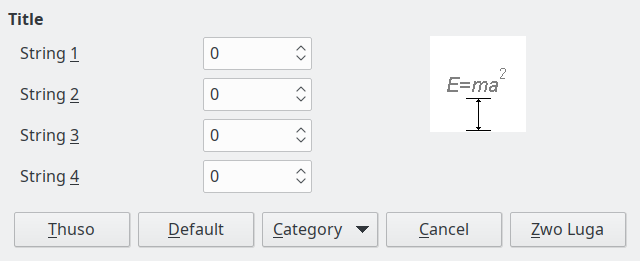 Title
String 1 0
String 2 0
String 3 0
String 4 0
E=ma2
Thuso Default Category Cancel Zwo Luga